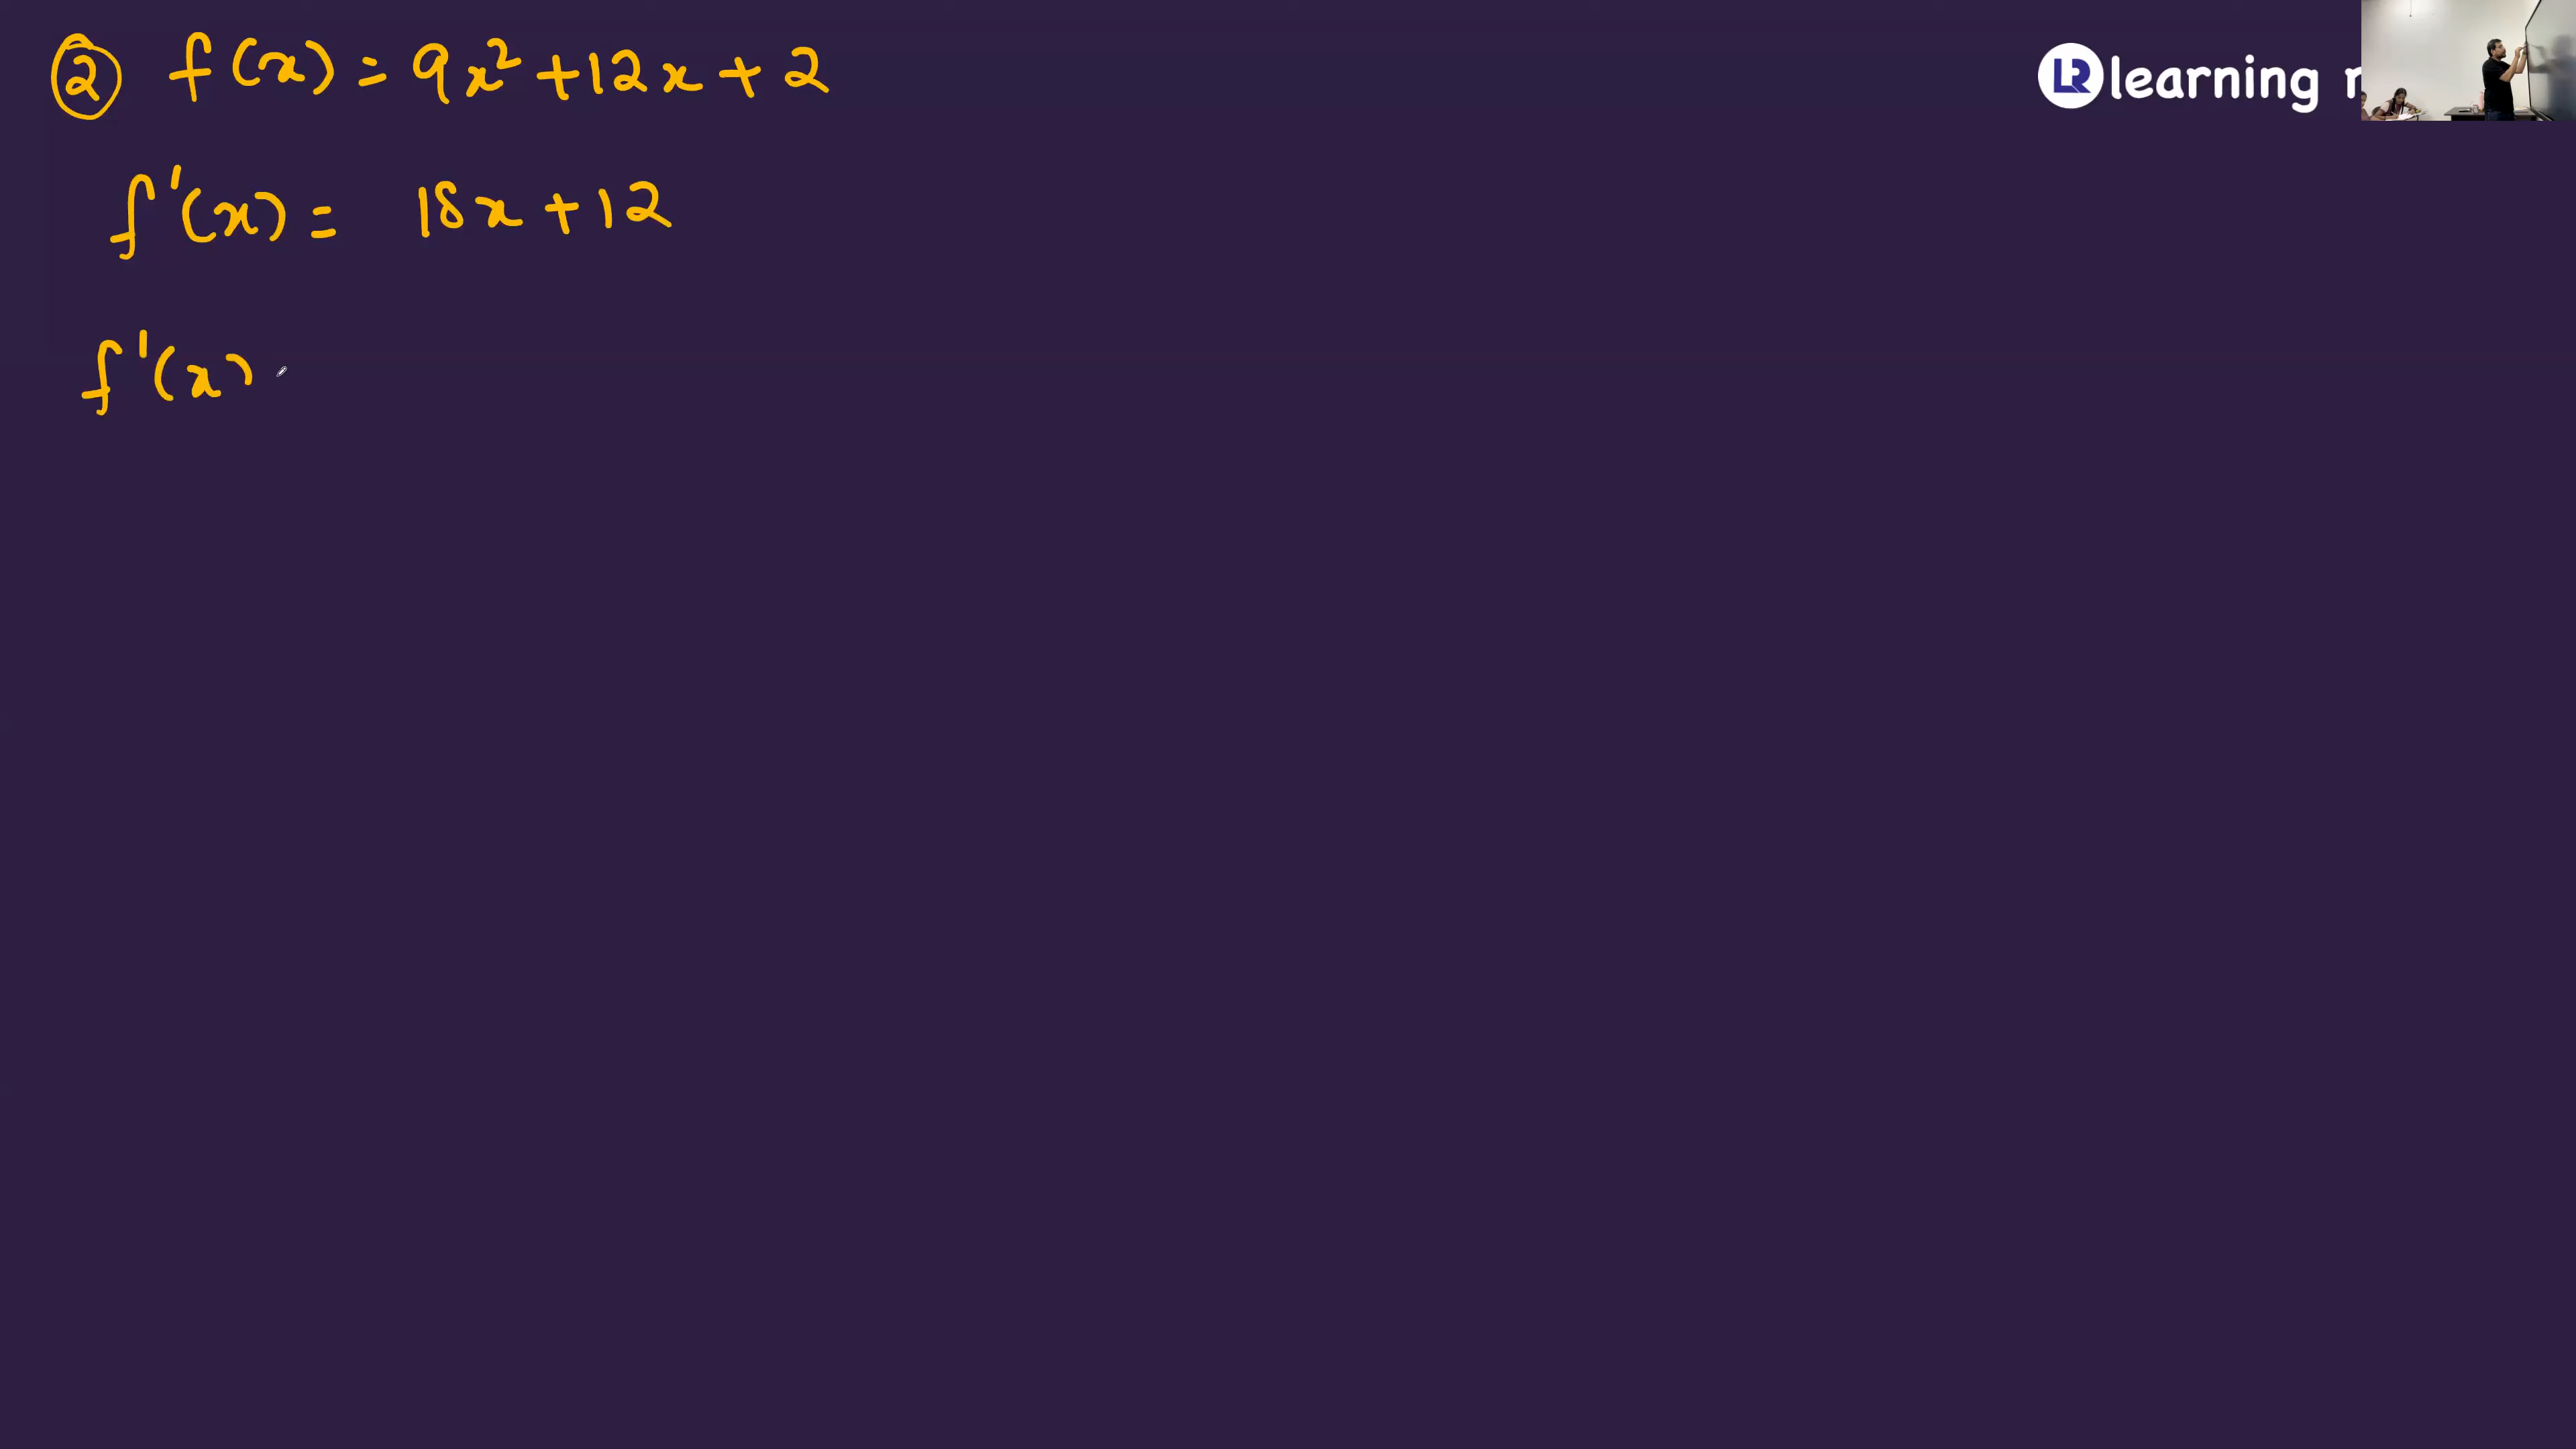 ② f(x) = 9x² + 12x + 2
learning
f'(x) = 18x + 12
f'(x)